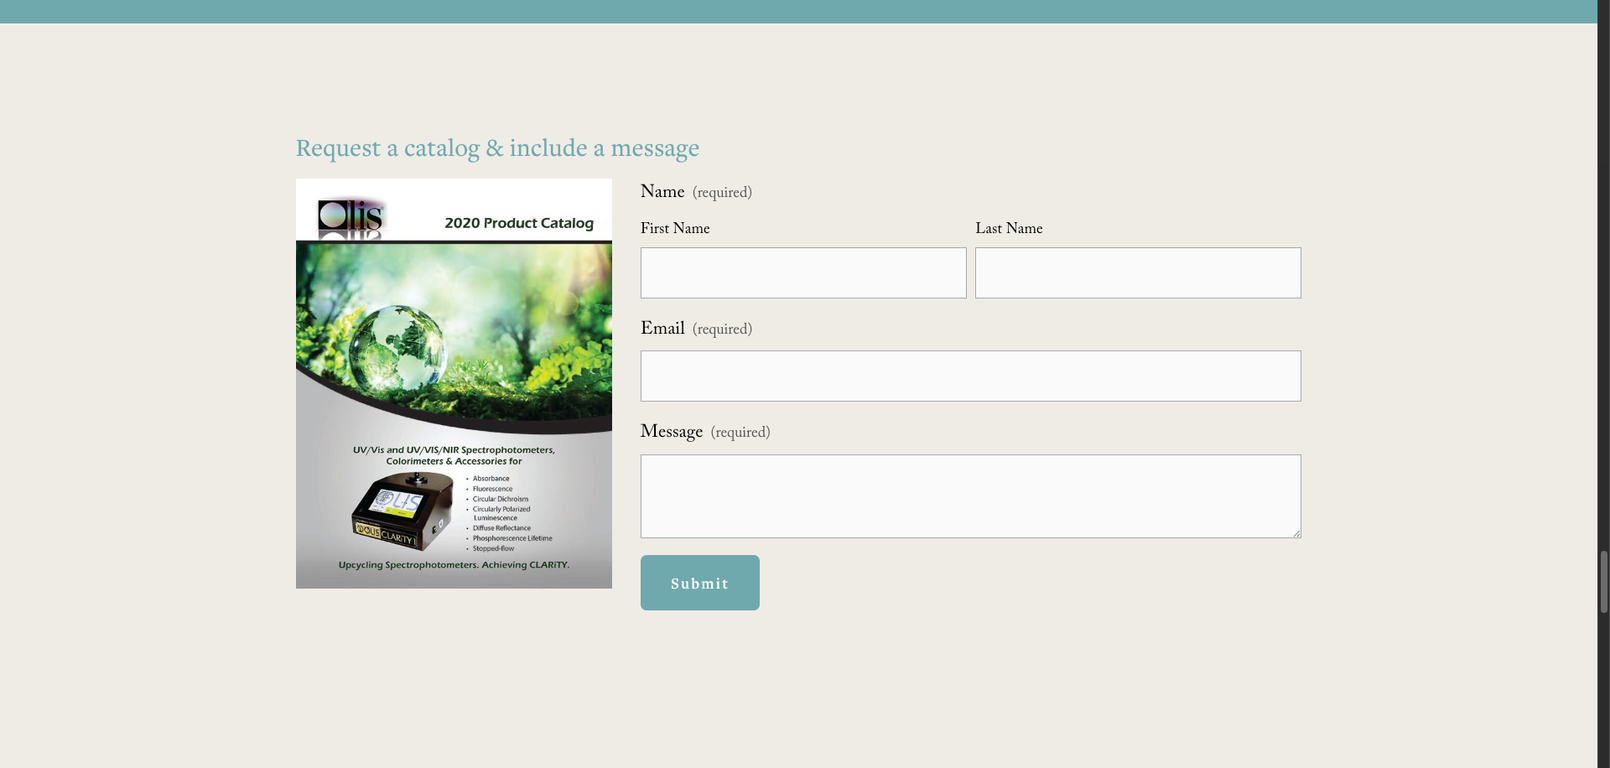 Request a catalog & include a message
Olis
2020 Product Catalog
UV/Vis and UV/VIS/NIR Spectrophotometers,
Colorimeters & Accessories for
• Absorbance
• Fluorescence
• Circular Dichroism
• Circularly Polarized
Luminescence
• Diffuse Reflectance
• Phosphorescence Lifetime
• Stopped-flow
OLIS
OLIS CLARiTY
Upcycling Spectrophotometers. Achieving CLARiTY.
Name (required)
First Name
Last Name
Email (required)
Message (required)
Submit